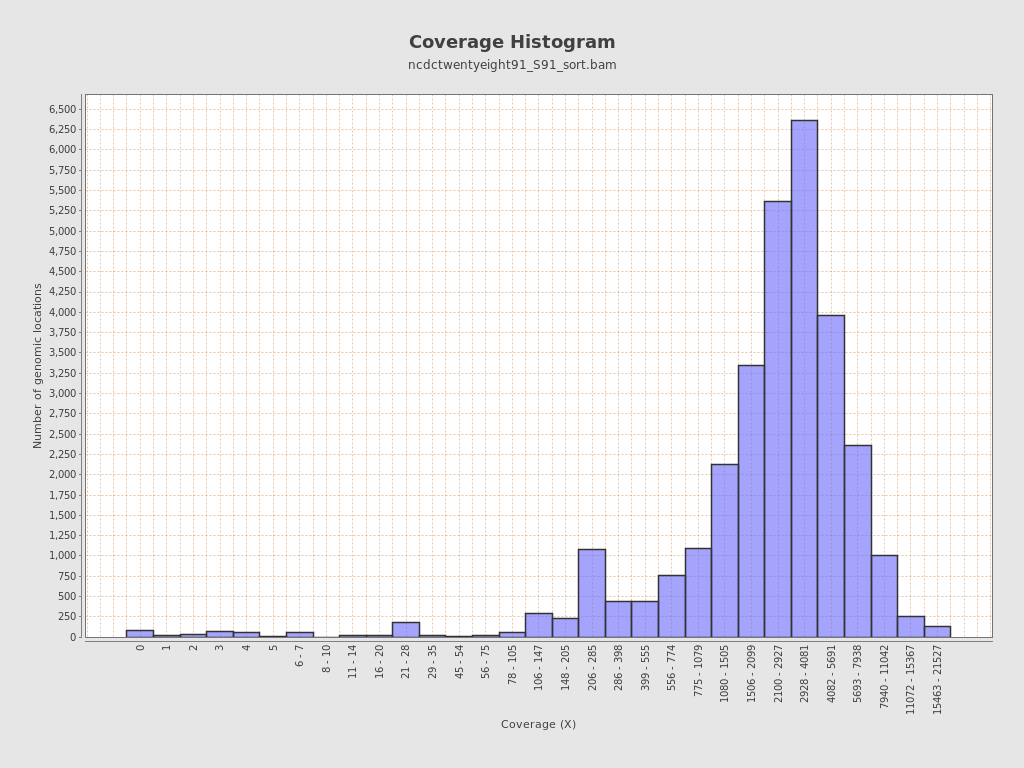 Coverage Histogram
ncdctwentyeight91_S91_sort.bam
Number of genomic locations
6,500
6,250
6,000
5,750
5,500
5,250
5,000
4,750
4,500
4,250
4,000
3,750
3,500
3,250
3,000
2,750
2,500
2,250
2,000
1,750
1,500
1,250
1,000
750
500
250
0
0
1
2
3
4
5
6 - 7
8 - 10
11 - 14
16 - 20
21 - 28
29 - 35
45 - 54
56 - 75
78 - 105
106 - 147
148 - 205
206 - 285
286 - 398
399 - 555
556 - 774
775 - 1079
1080 - 1505
1506 - 2099
2100 - 2927
2928 - 4081
4082 - 5691
5693 - 7938
7940 - 11042
11072 - 15367
15463 - 21527
Coverage (X)